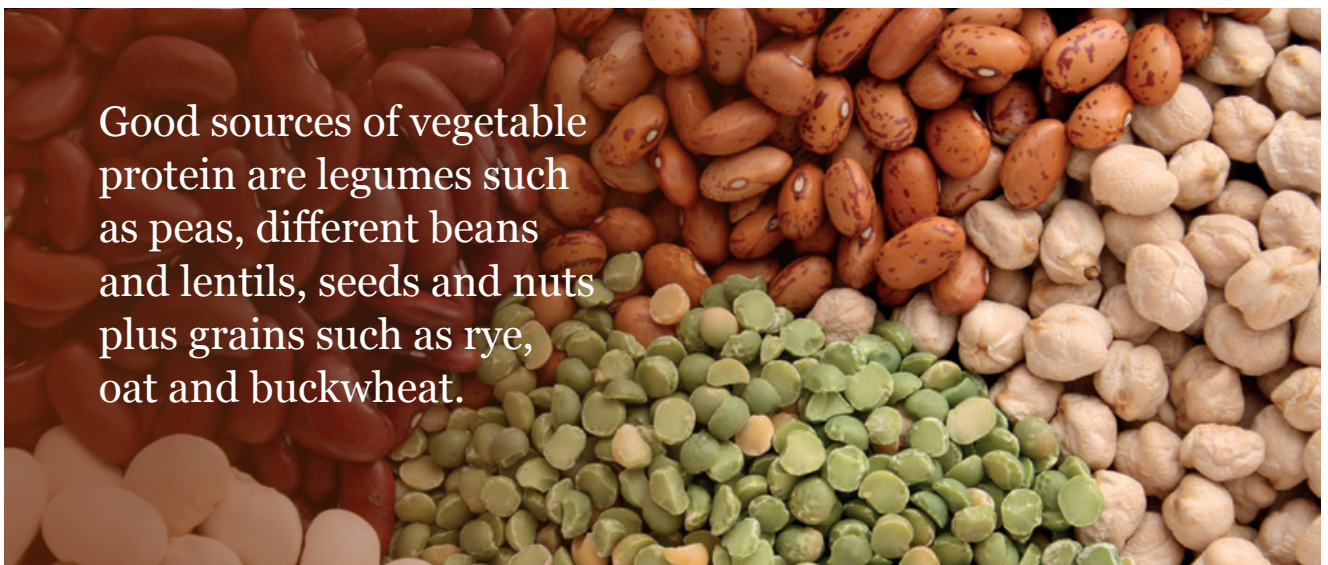 Good sources of vegetable
protein are legumes such
as peas, different beans
and lentils, seeds and nuts
plus grains such as rye,
oat and buckwheat.